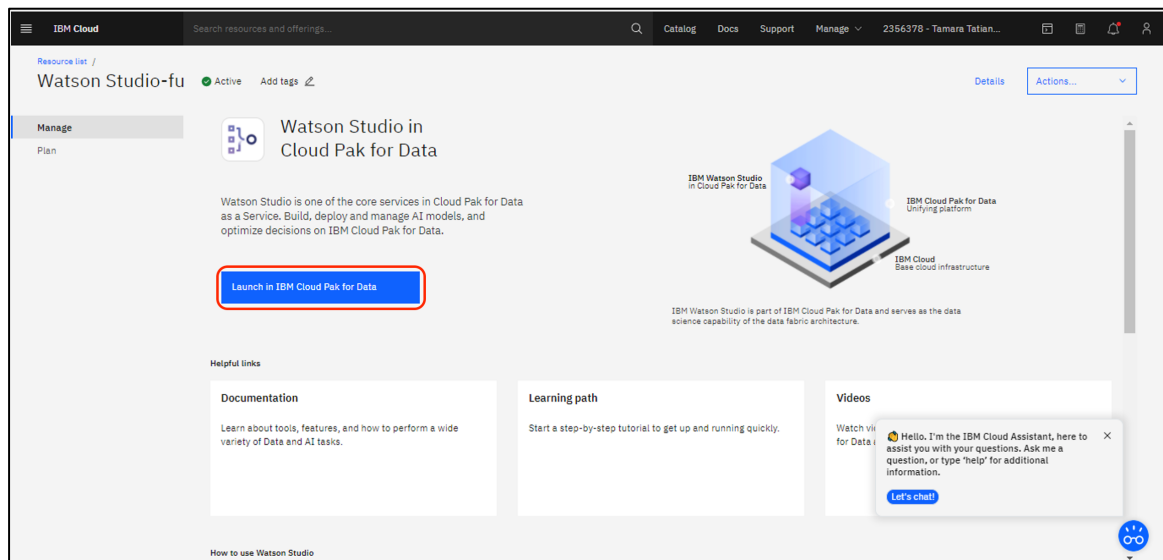 IBM Cloud
Search resources and offerings...
Catalog
Docs
Support
Manage
2356378 - Tamara Tatian...
Resource list /
Watson Studio-fu
Active
Add tags
Details
Actions...
Manage
Plan
Watson Studio in
Cloud Pak for Data
Watson Studio is one of the core services in Cloud Pak for Data
as a Service. Build, deploy and manage AI models, and
optimize decisions on IBM Cloud Pak for Data.
Launch in IBM Cloud Pak for Data
IBM Watson Studio
in Cloud Pak for Data
IBM Cloud Pak for Data
Unifying platform
IBM Cloud
Base cloud infrastructure
IBM Watson Studio is part of IBM Cloud Pak for Data and serves as the data
science capability of the data fabric architecture.
Helpful links
Documentation
Learn about tools, features, and how to perform a wide
variety of Data and AI tasks.
Learning path
Start a step-by-step tutorial to get up and running quickly.
Videos
Watch vi
for Data
Hello. I'm the IBM Cloud Assistant, here to
assist you with your questions. Ask me a
question, or type 'help' for additional
information.
Let's chat!
How to use Watson Studio